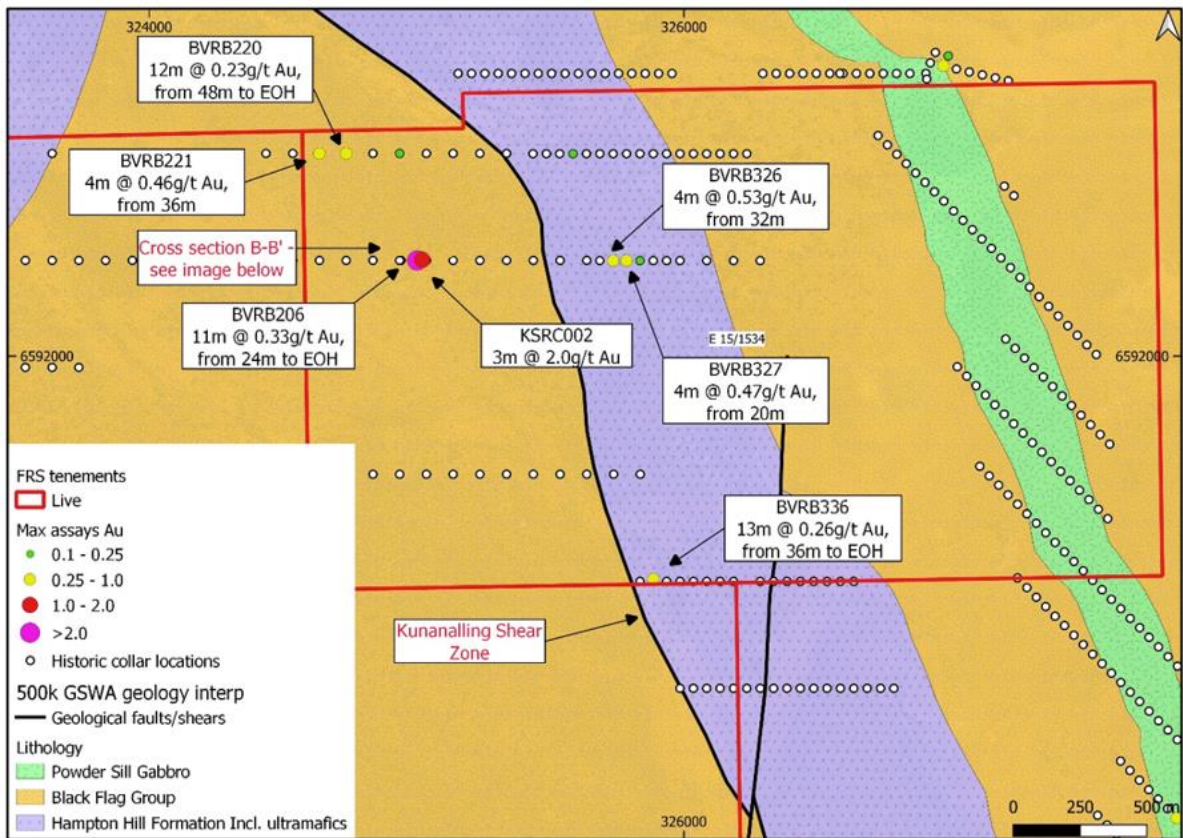 324000
326000
BVRB220
12m @ 0.23g/t Au,
from 48m to EOH
BVRB221
4m @ 0.46g/t Au,
from 36m
BVRB326
4m @ 0.53g/t Au,
from 32m
Cross section B-B' -
see image below
BVRB206
11m @ 0.33g/t Au,
from 24m to EOH
KSRC002
3m @ 2.0g/t Au
E 15/1534
6592000
6592000
BVRB327
4m @ 0.47g/t Au,
from 20m
BVRB336
13m @ 0.26g/t Au,
from 36m to EOH
Kunanalling Shear
Zone
FRS tenements
Live
Max assays Au
0.1 - 0.25
0.25 - 1.0
1.0 - 2.0
>2.0
Historic collar locations
500k GSWA geology interp
Geological faults/shears
Lithology
Powder Sill Gabbro
Black Flag Group
Hampton Hill Formation Incl. ultramafics
326000
0 250 500 m